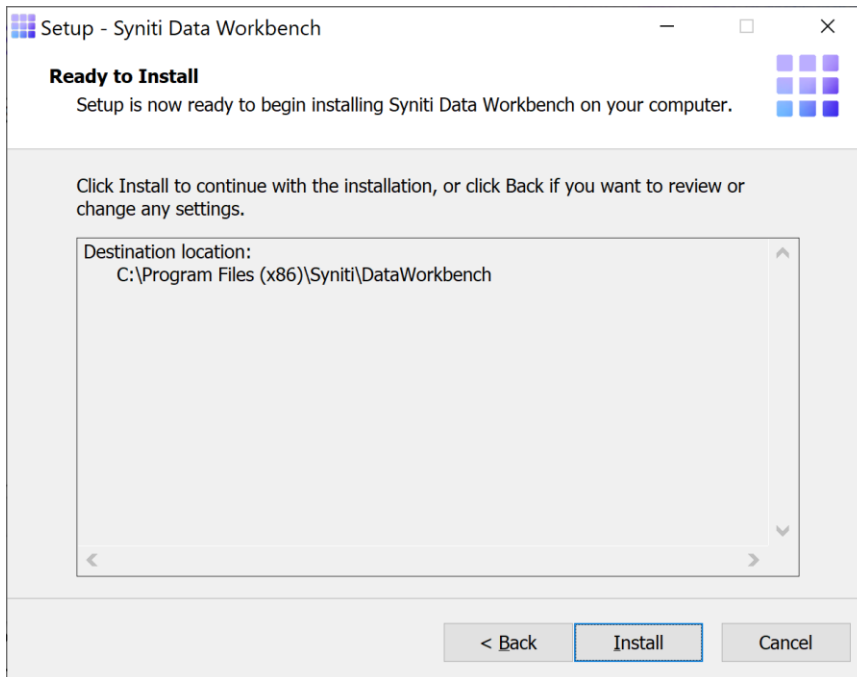 Setup - Syniti Data Workbench
Ready to Install
Setup is now ready to begin installing Syniti Data Workbench on your computer.
Click Install to continue with the installation, or click Back if you want to review or
change any settings.
Destination location:
C:\Program Files (x86)\Syniti\DataWorkbench
< Back
Install
Cancel